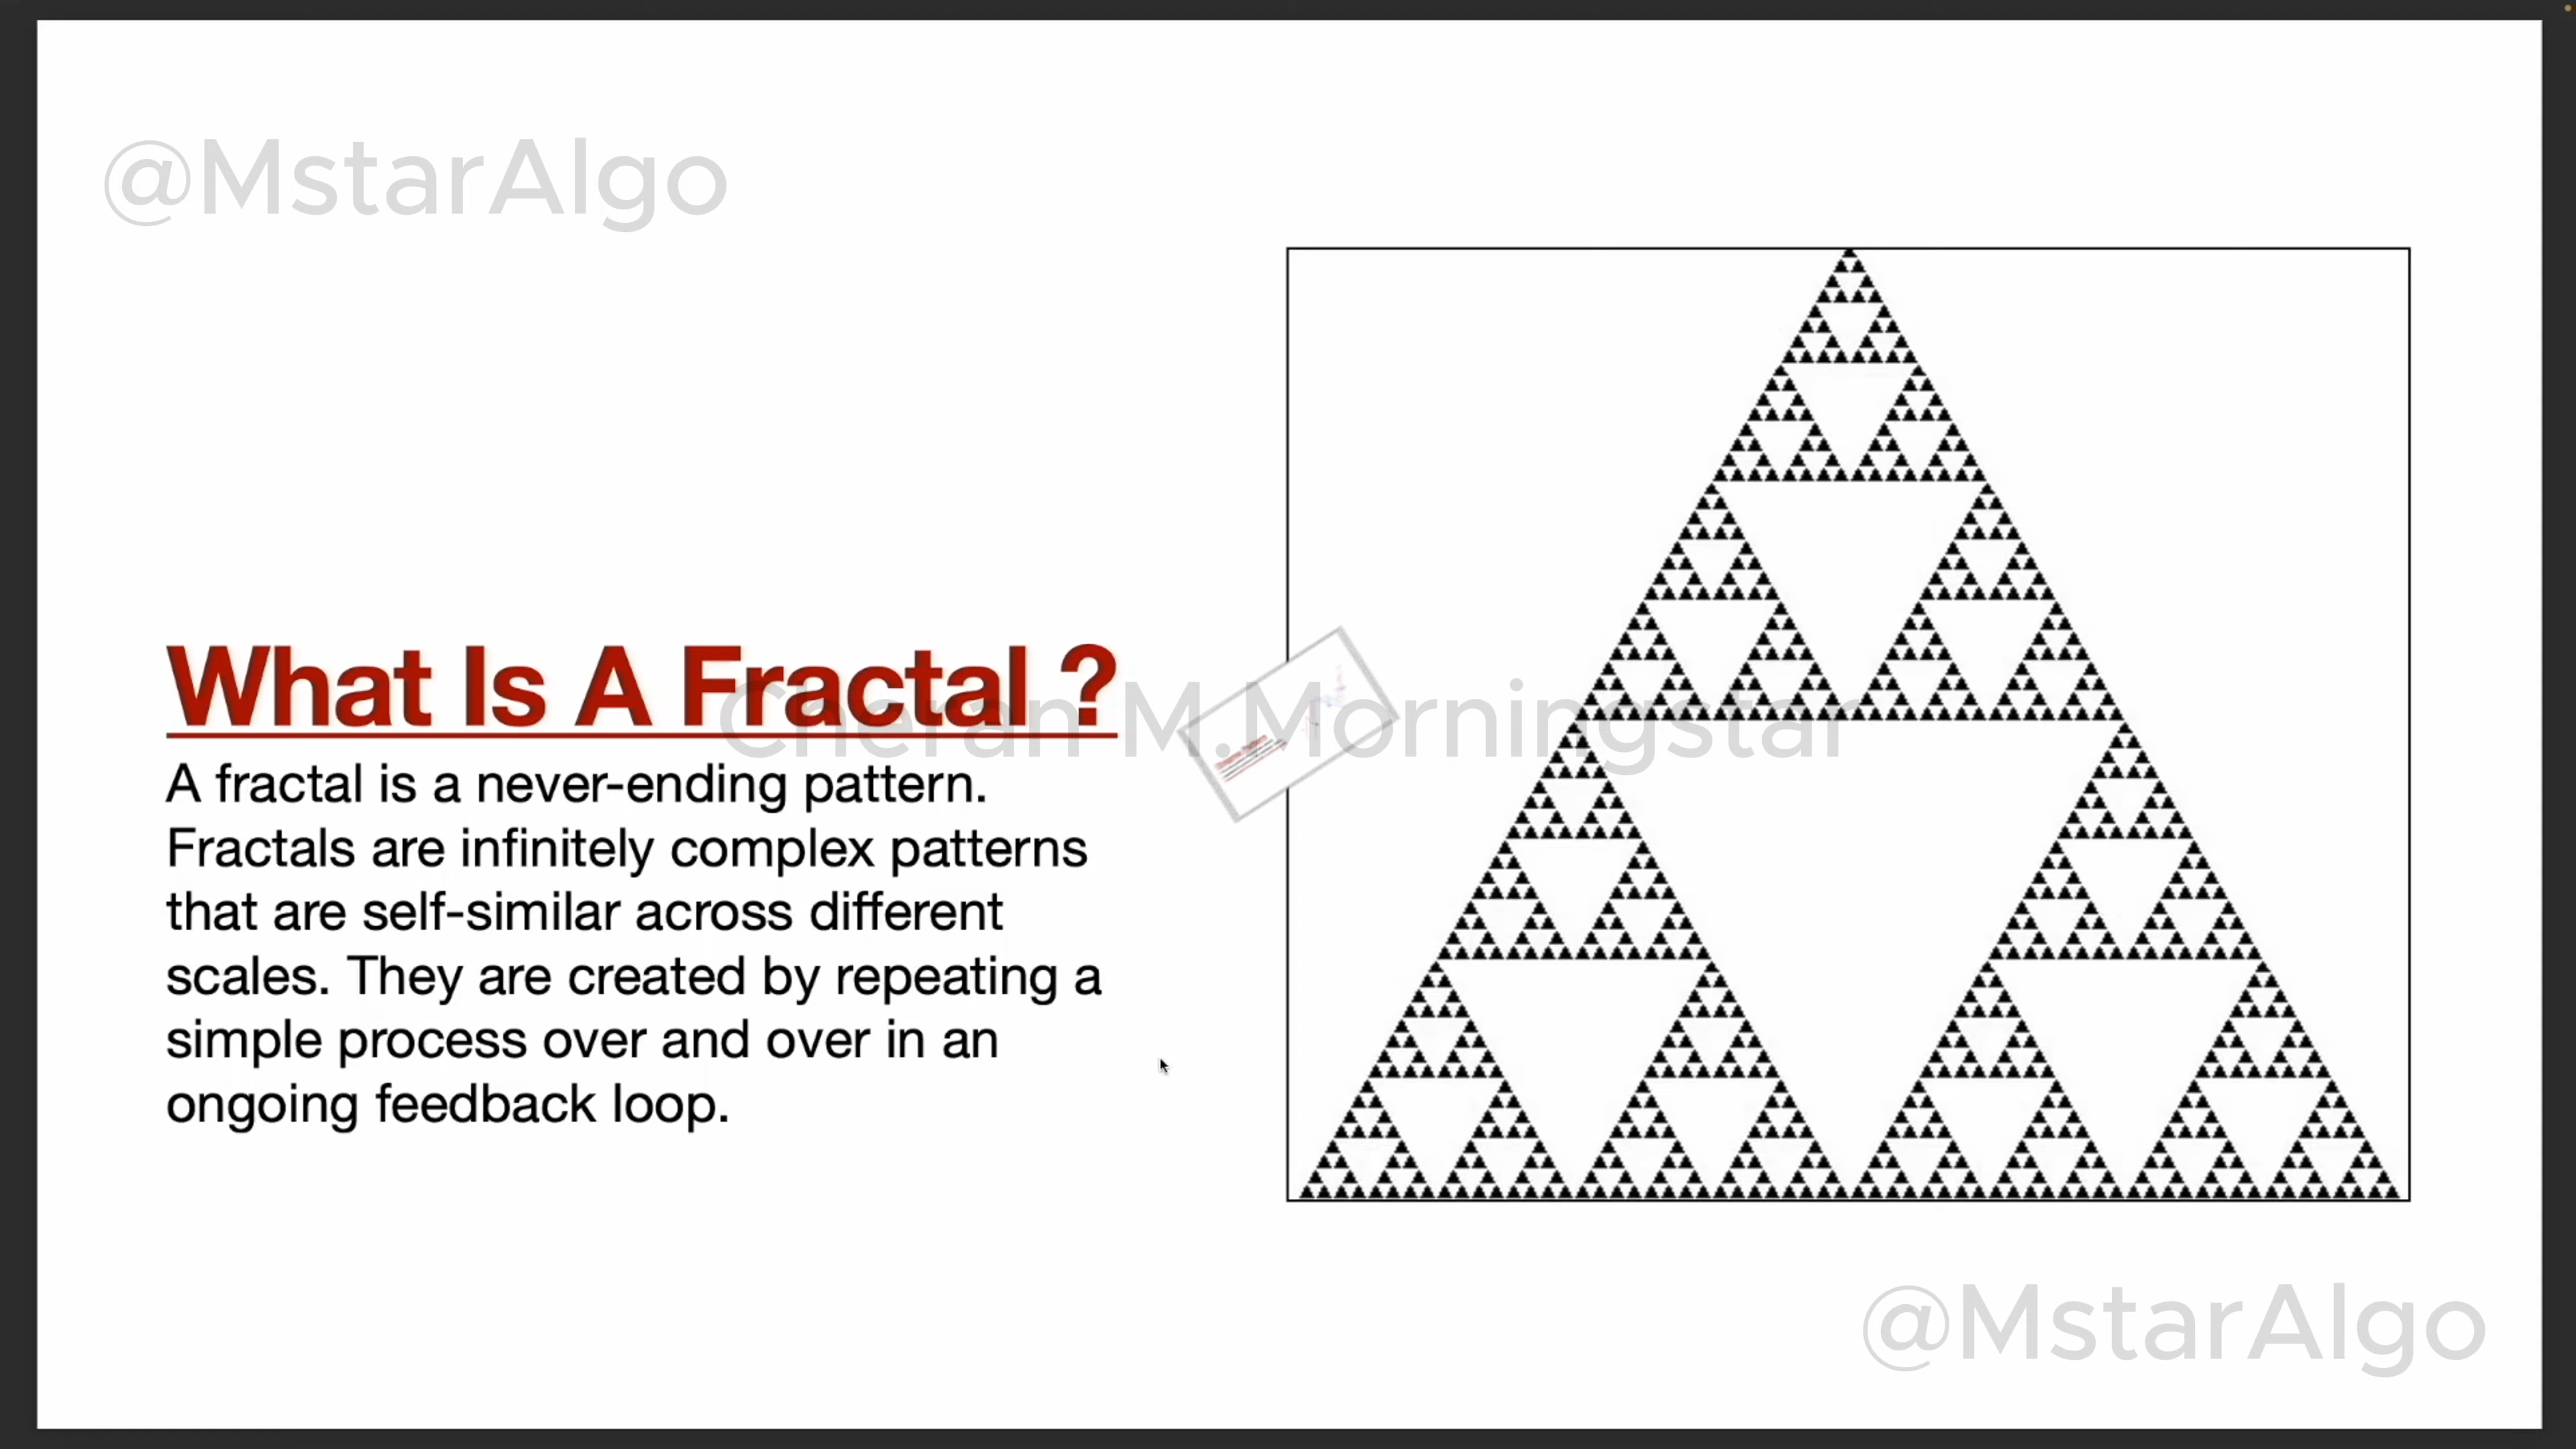 @MstarAlgo
What Is A Fractal ?
Cheran M.Morningstar
A fractal is a never-ending pattern.
Fractals are infinitely complex patterns
that are self-similar across different
scales. They are created by repeating a
simple process over and over in an
ongoing feedback loop.
@MstarAlgo